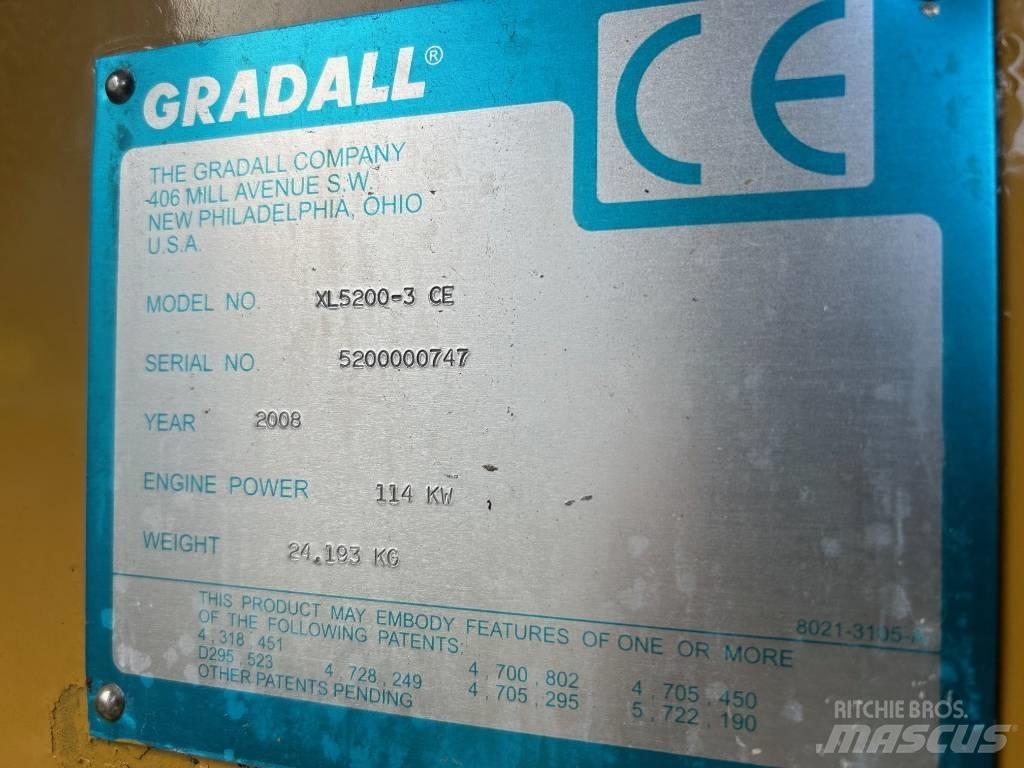 GRADALL®
CE
THE GRADALL COMPANY
406 MILL AVENUE S.W.
NEW PHILADELPHIA, OHIO
U.S.A.
MODEL NO. XL5200-3 CE
SERIAL NO. 5200000747
YEAR 2008
ENGINE POWER 114 KW
WEIGHT 24,193 KG
8021-3105-A
THIS PRODUCT MAY EMBODY FEATURES OF ONE OR MORE
OF THE FOLLOWING PATENTS:
4,318,451 4,728,249 4,700,802 4,705,450
D295,523 4,705,295 5,722,190
OTHER PATENTS PENDING
RITCHIE BROS.
MASCUS